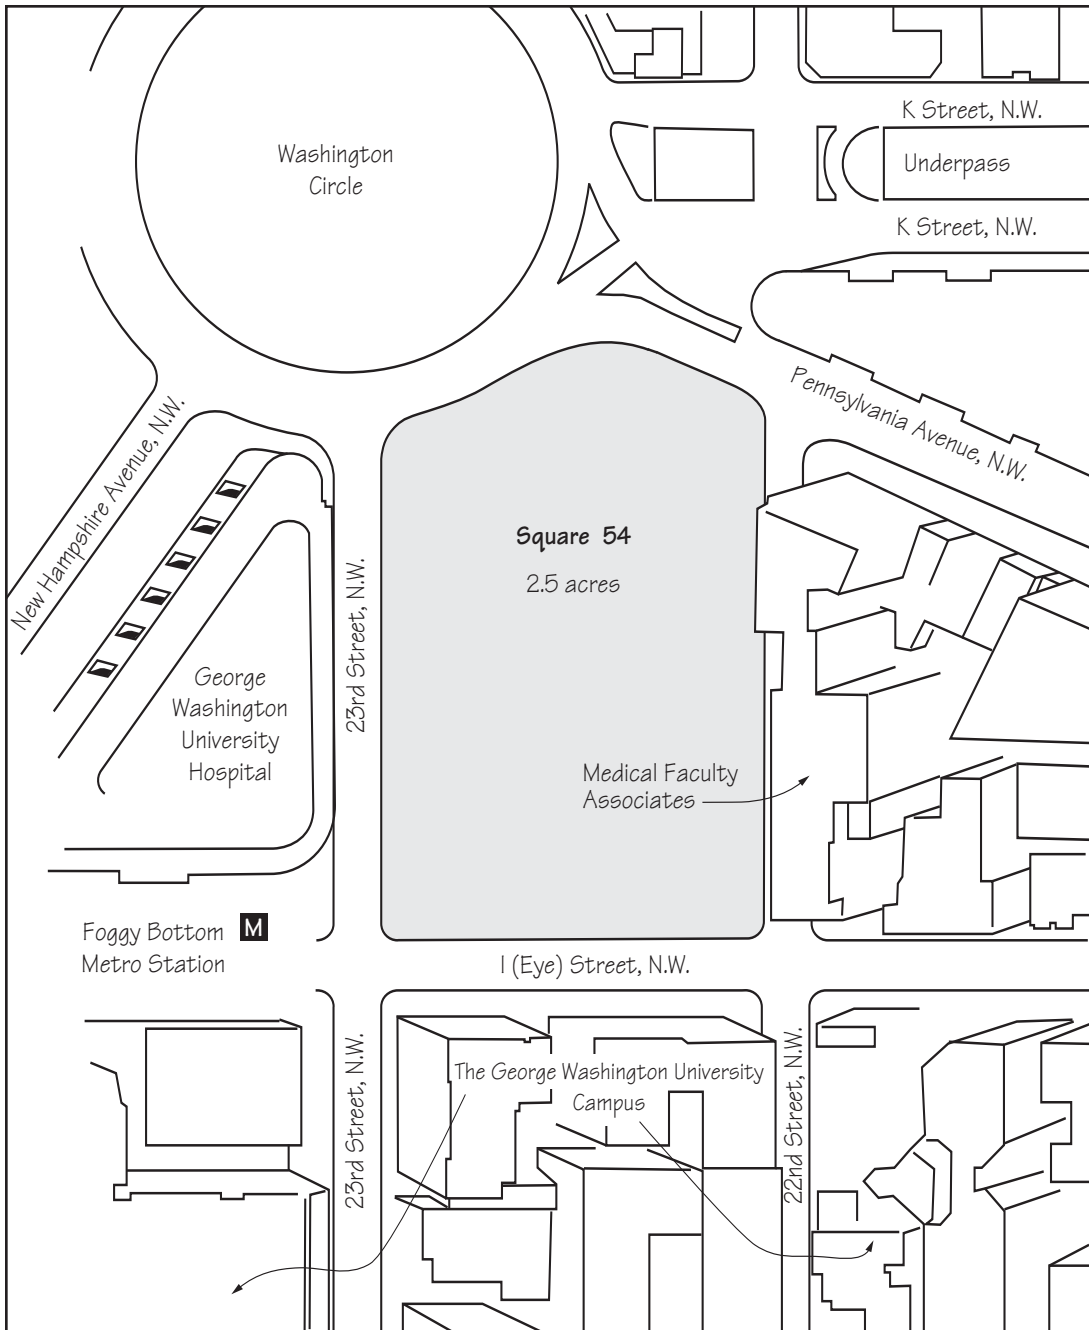 K Street, N.W.
Washington
Circle
Underpass
K Street, N.W.
Pennsylvania Avenue, N.W.
New Hampshire Avenue, N.W.
Square 54
2.5 acres
23rd Street, N.W.
George
Washington
University
Hospital
Medical Faculty
Associates
Foggy Bottom M
Metro Station
I (Eye) Street, N.W.
23rd Street, N.W.
The George Washington University
Campus
22nd Street, N.W.